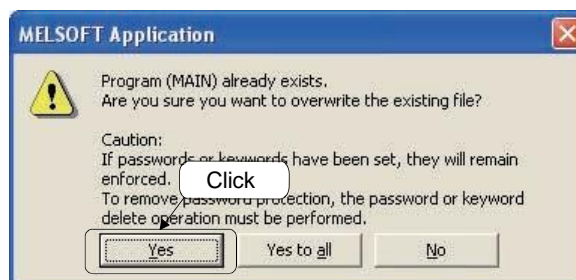 MELSOFT Application
Program (MAIN) already exists.
Are you sure you want to overwrite the existing file?
Caution:
If passwords or keywords have been set, they will remain
enforced.
Click
To remove password protection, the password or keyword
delete operation must be performed.
Yes
Yes to all
No